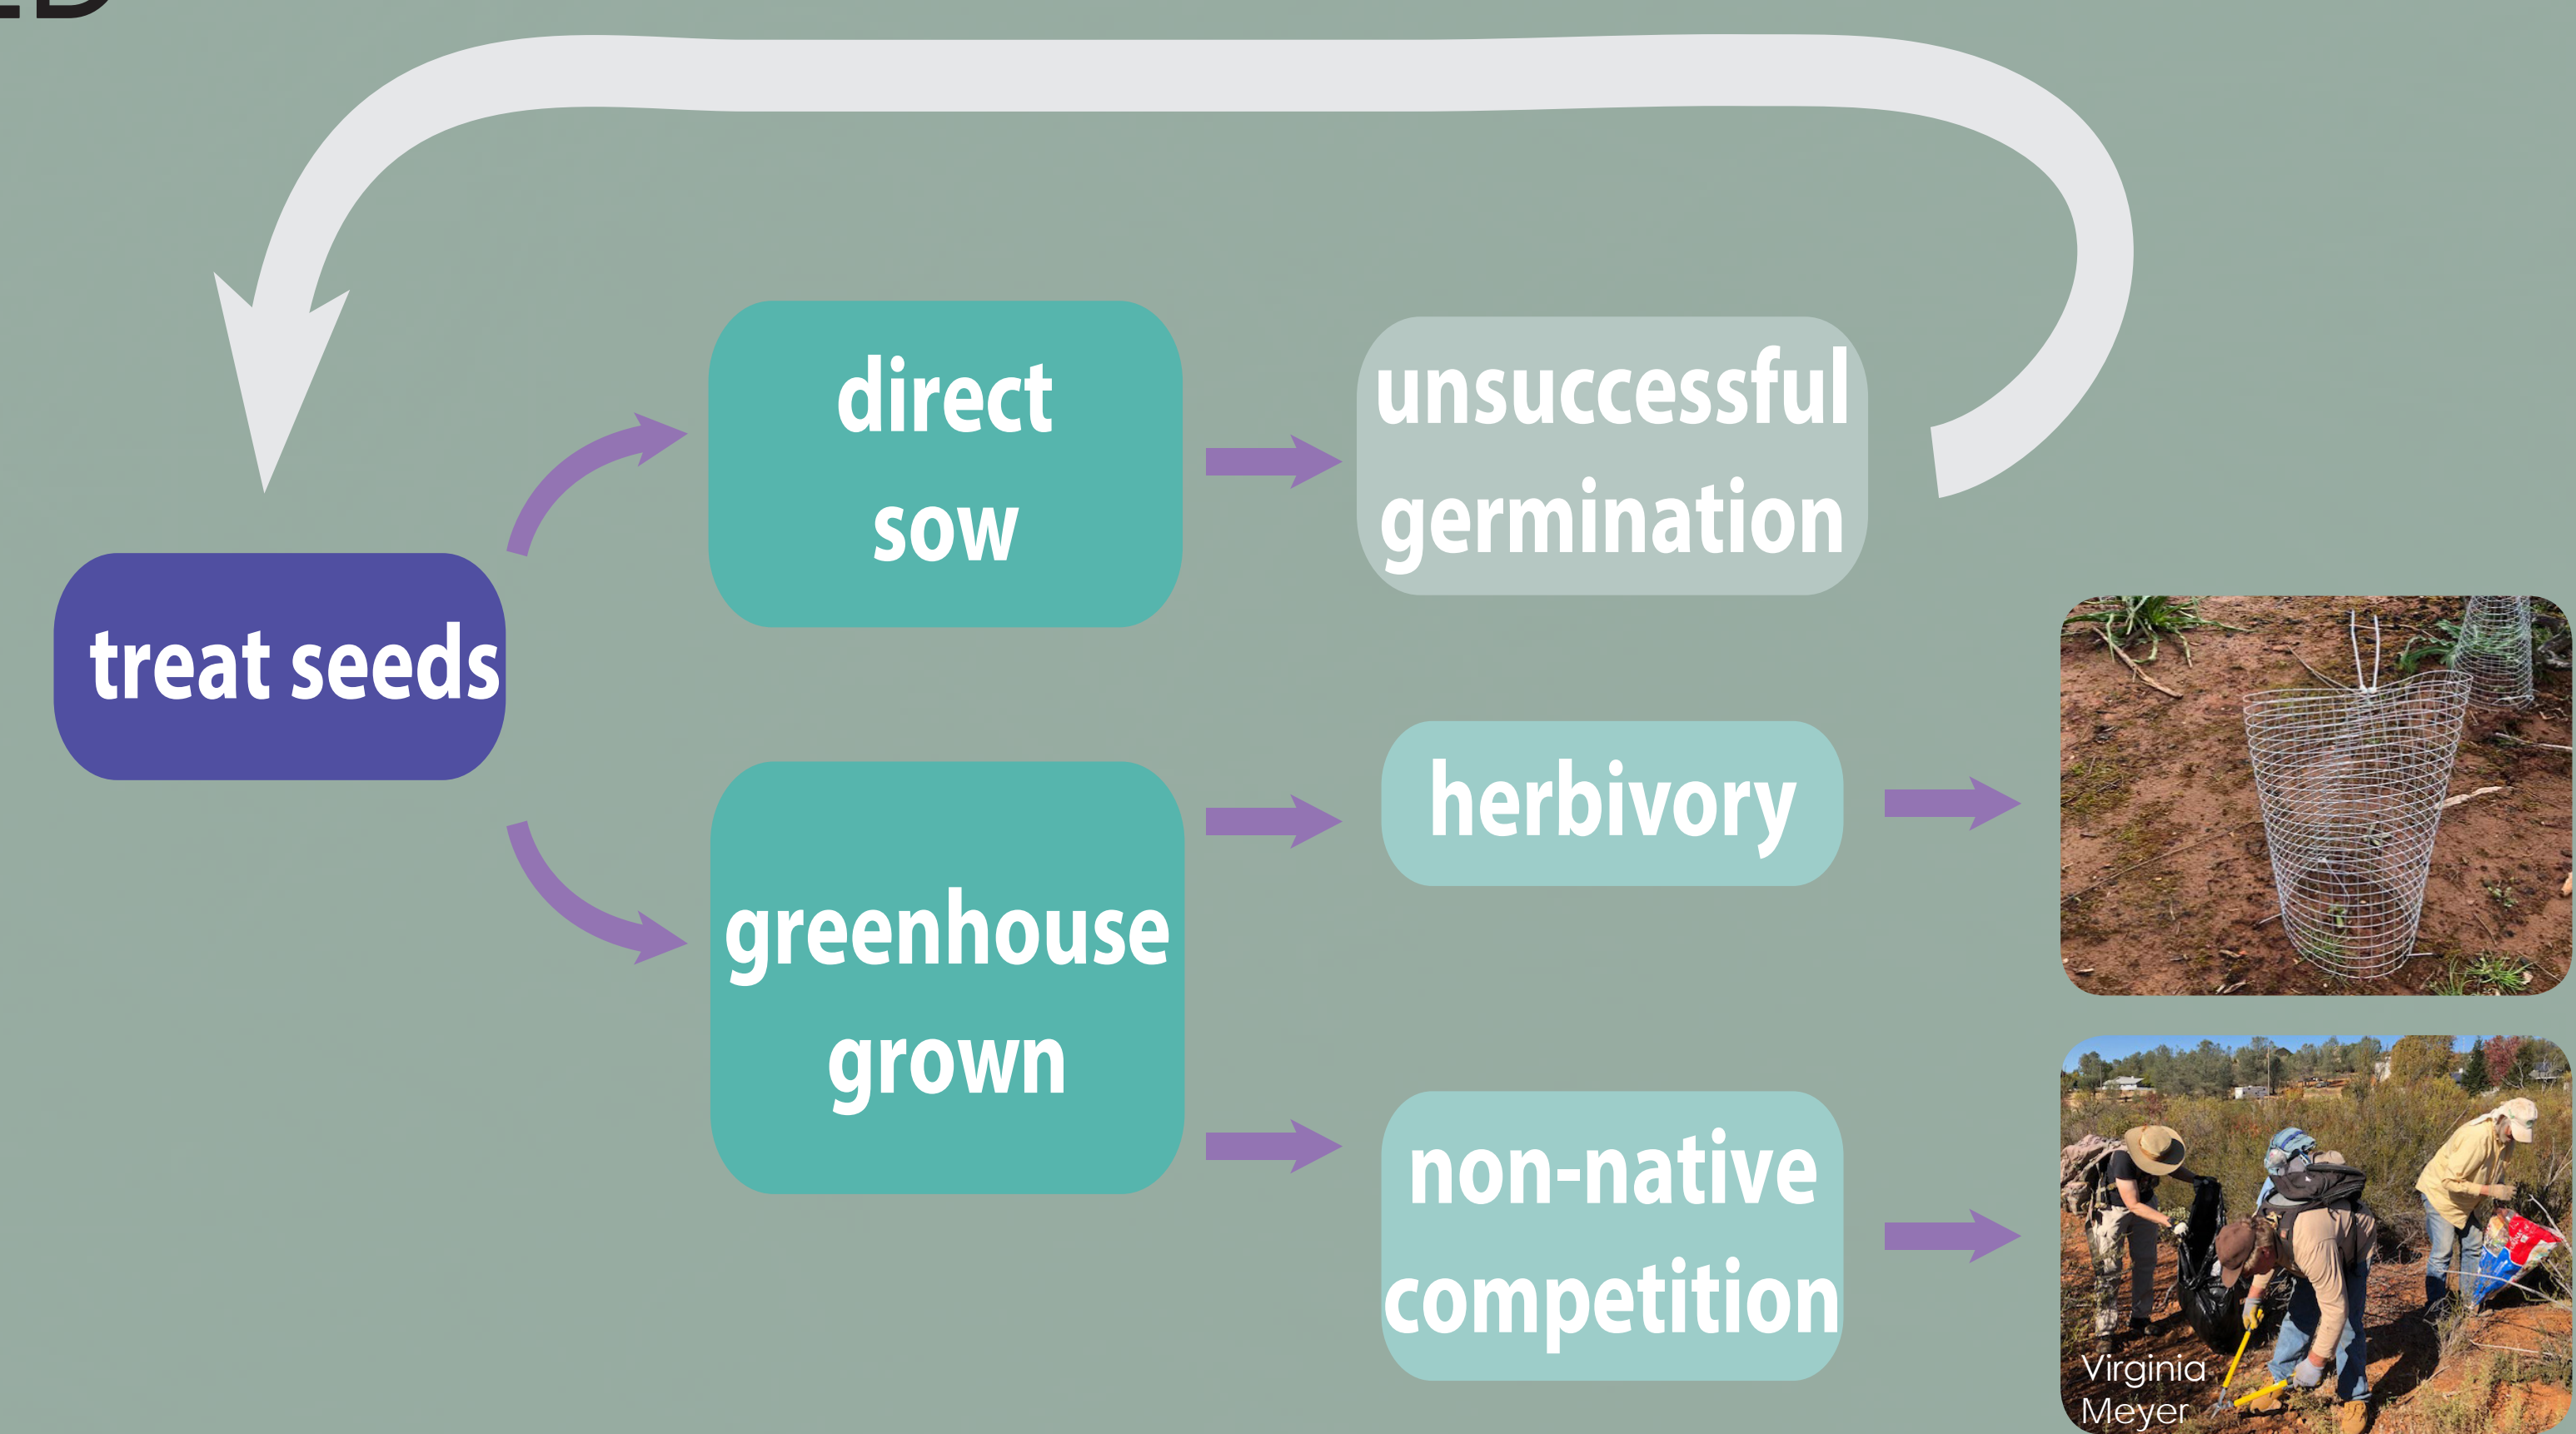 treat seeds
direct
sow
unsuccessful
germination
greenhouse
grown
herbivory
non-native
competition
Virginia
Meyer